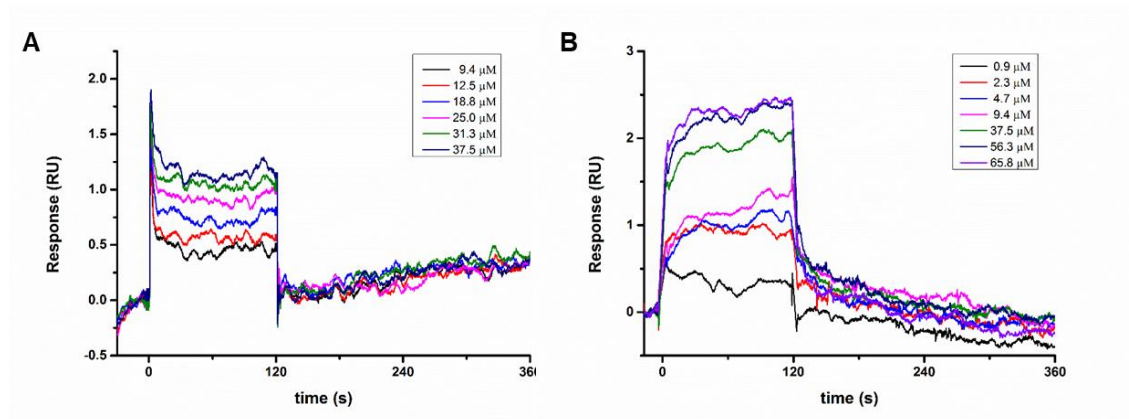 A
2.0
1.5
1.0
0.5
0.0
-0.5
Response (RU)
0
120
240
360
time (s)
9.4 μM
12.5 μM
18.8 μM
25.0 μM
31.3 μM
37.5 μM
B
3
2
1
0
Response (RU)
0
120
240
360
time (s)
0.9 μM
2.3 μM
4.7 μM
9.4 μM
37.5 μM
56.3 μM
65.8 μM